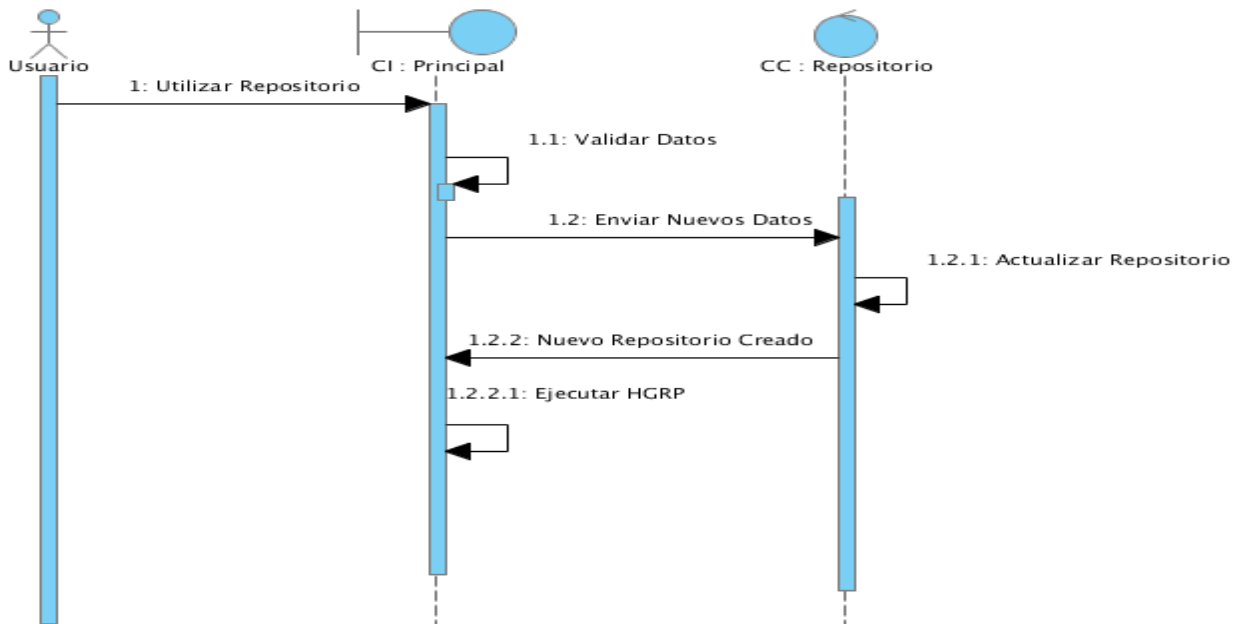 Usuario
CI : Principal
CC : Repositorio
1: Utilizar Repositorio
1.1: Validar Datos
1.2: Enviar Nuevos Datos
1.2.1: Actualizar Repositorio
1.2.2: Nuevo Repositorio Creado
1.2.2.1: Ejecutar HGRP